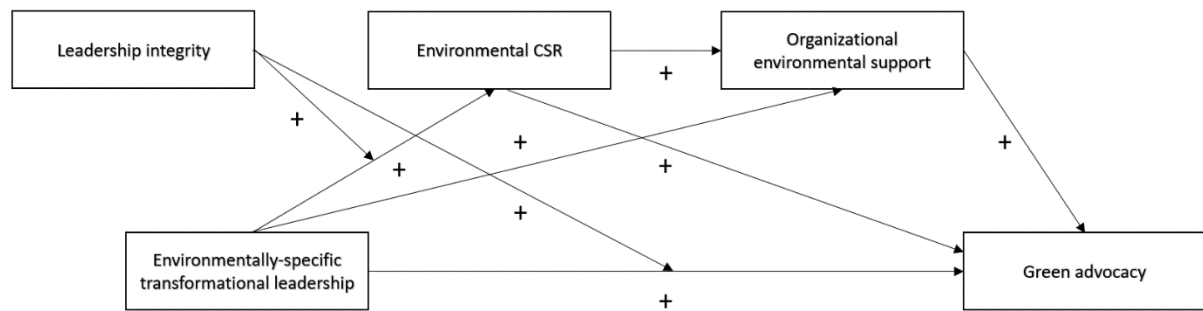 Leadership integrity
Environmental CSR
Organizational
environmental support
+
+
+
+
+
+
+
Environmentally-specific
transformational leadership
Green advocacy
+